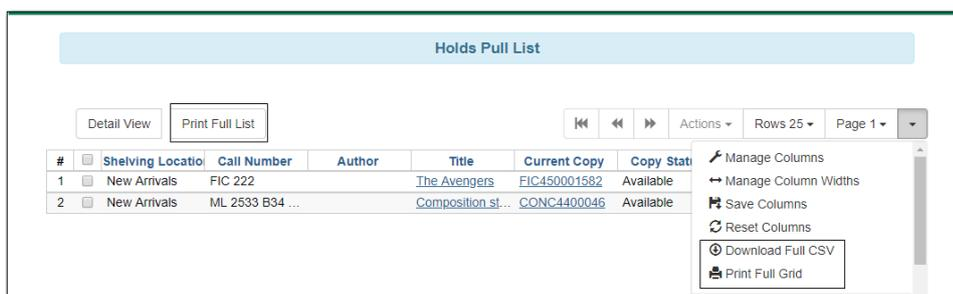 Holds Pull List
Detail View Print Full List Actions Rows 25 Page 1
# Shelving Locatio Call Number Author Title Current Copy Copy Statu
1 New Arrivals FIC 222 The Avengers FIC450001582 Available
2 New Arrivals ML 2533 B34 ... Composition st... CONC4400046 Available
Manage Columns
Manage Column Widths
Save Columns
Reset Columns
Download Full CSV
Print Full Grid